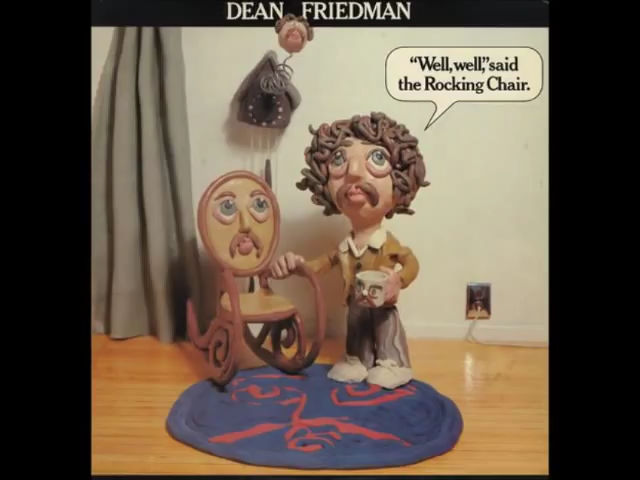 DEAN FRIEDMAN
“Well, well,” said
the Rocking Chair.